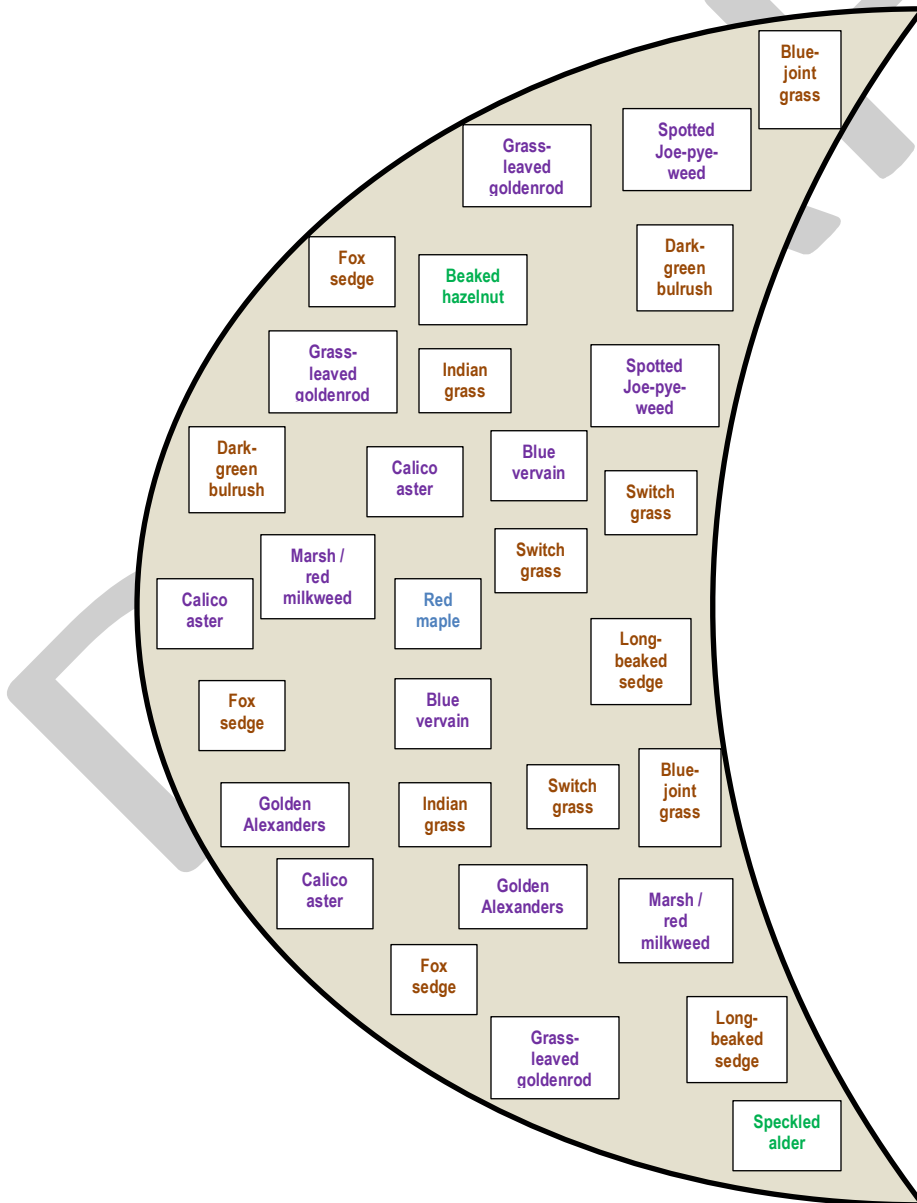 Blue-
joint
grass
Spotted
Joe-pye-
weed
Grass-
leaved
goldenrod
Dark-
green
bulrush
Fox
sedge
Beaked
hazelnut
Grass-
leaved
goldenrod
Indian
grass
Spotted
Joe-pye-
weed
Dark-
green
bulrush
Calico
aster
Blue
vervain
Switch
grass
Marsh /
red
milkweed
Switch
grass
Calico
aster
Red
maple
Long-
beaked
sedge
Fox
sedge
Blue
vervain
Golden
Alexanders
Indian
grass
Switch
grass
Blue-
joint
grass
Calico
aster
Golden
Alexanders
Marsh /
red
milkweed
Fox
sedge
Long-
beaked
sedge
Grass-
leaved
goldenrod
Speckled
alder